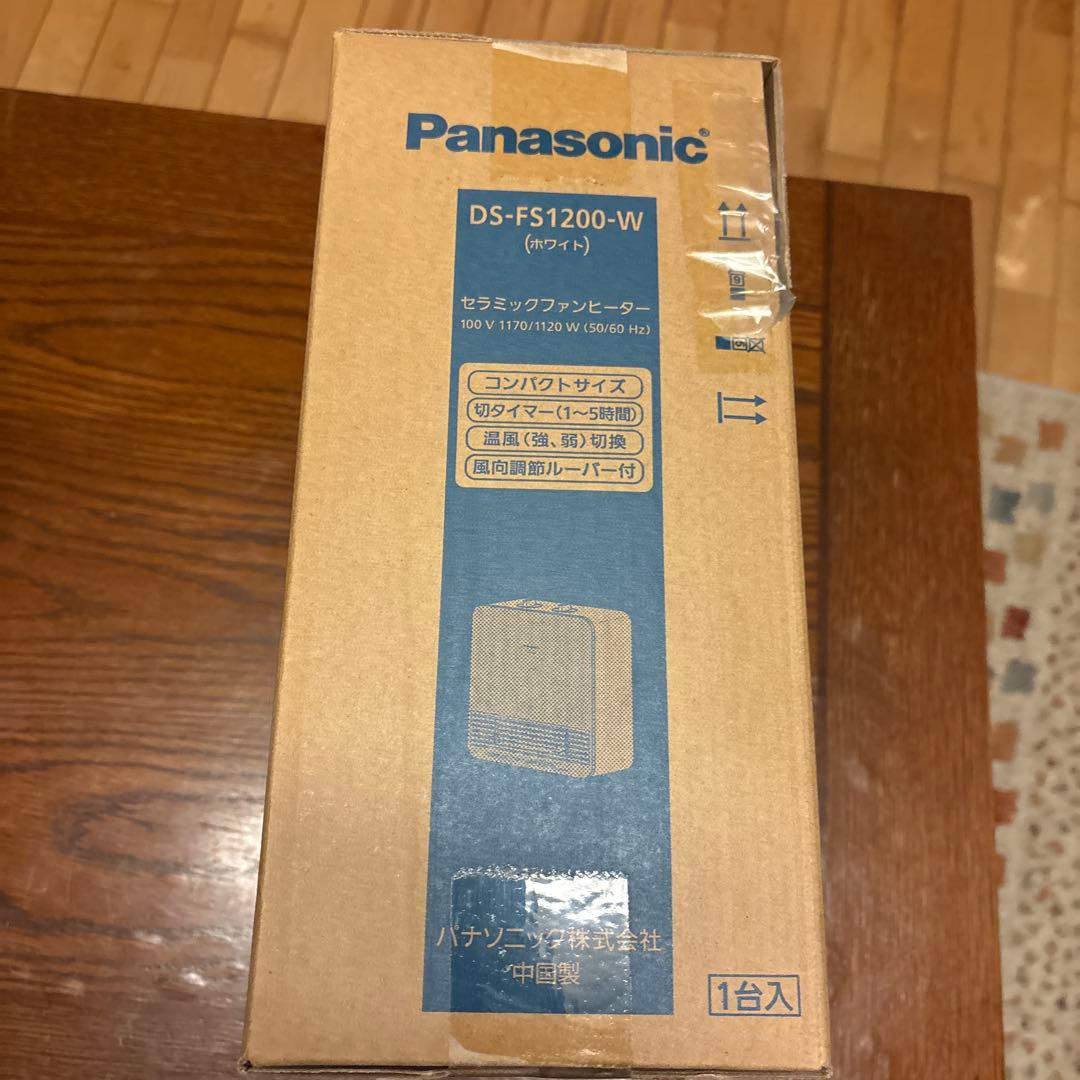 Panasonic®
DS-FS1200-W
(ホワイト)
セラミックファンヒーター
100 V 1170/1120 W (50/60 Hz)
コンパクトサイズ
切タイマー(1〜5時間)
温風(強、弱)切換
風向調節ルーバー付
パナソニック株式会社
中国製
1台入